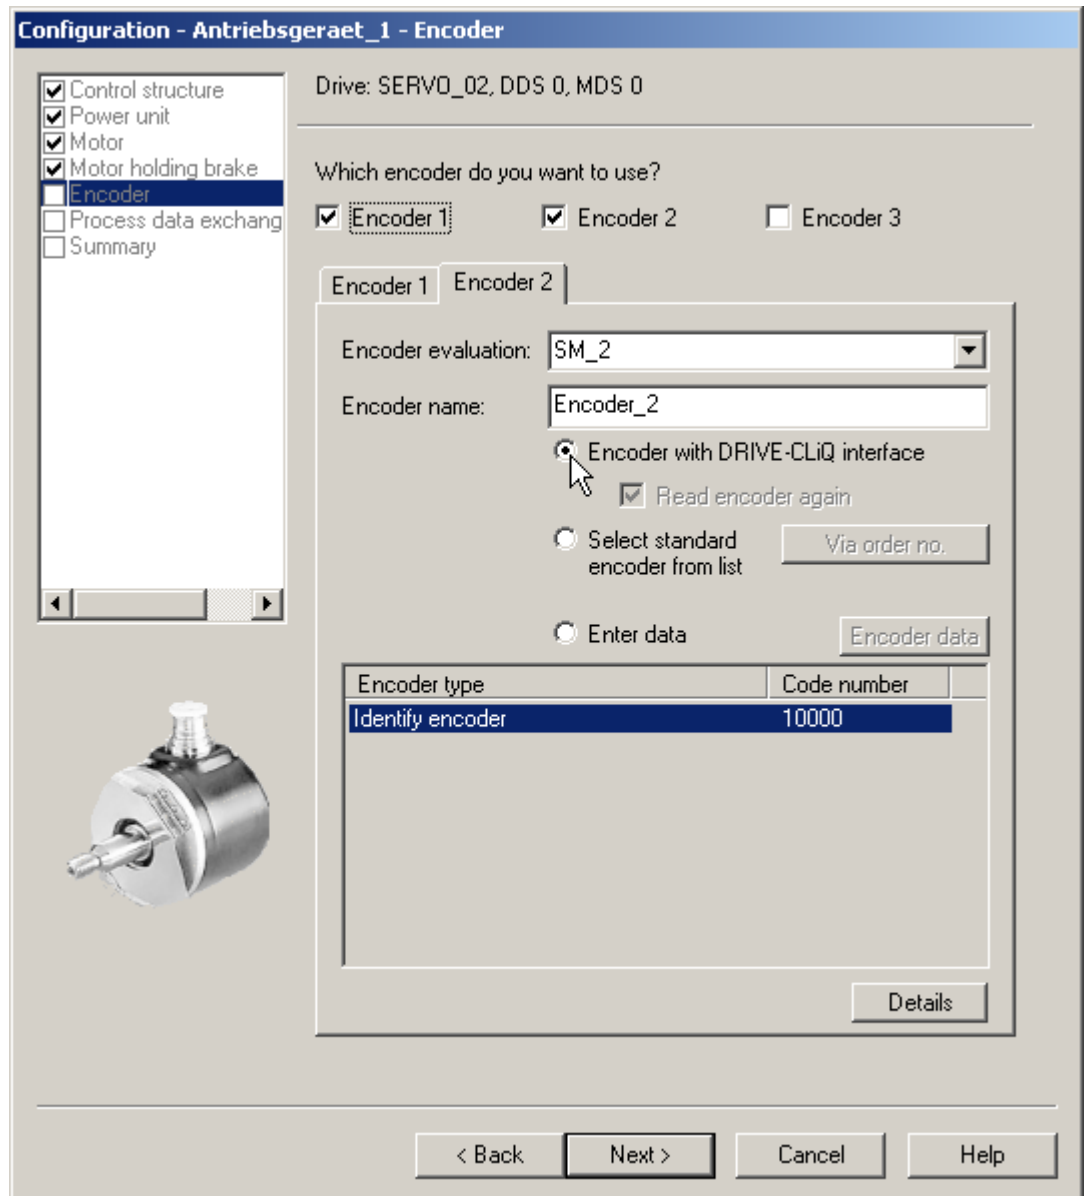 Configuration - Antriebsgeraet_1 - Encoder
Control structure
Power unit
Motor
Motor holding brake
Encoder
Process data exchang
Summary
Drive: SERVO_02, DDS 0, MDS 0
Which encoder do you want to use?
Encoder 1 Encoder 2 Encoder 3
Encoder 1 Encoder 2
Encoder evaluation: SM_2
Encoder name: Encoder_2
Encoder with DRIVE-CLiQ interface
Read encoder again
Select standard encoder from list
Via order no.
Enter data Encoder data
Encoder type Code number
Identify encoder 10000
Details
< Back Next > Cancel Help